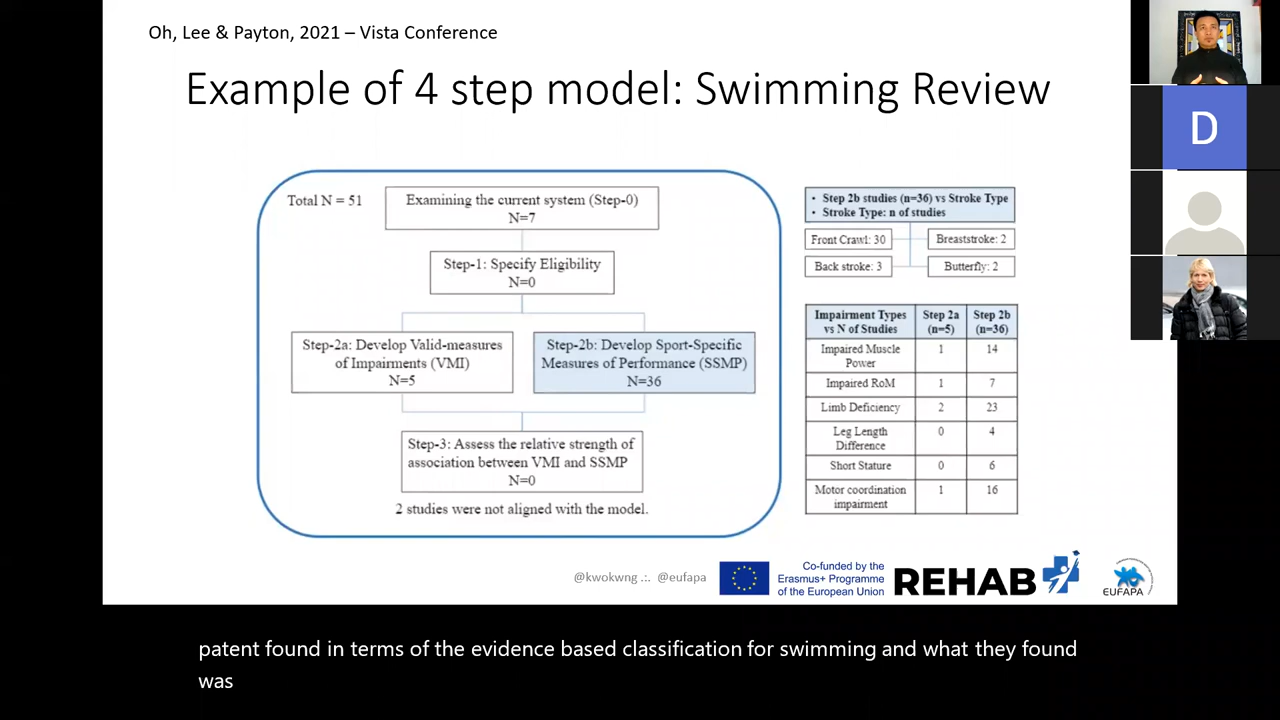 Oh, Lee & Payton, 2021 – Vista Conference
Example of 4 step model: Swimming Review
Total N = 51
Examining the current system (Step-0)
N=7
Step-1: Specify Eligibility
N=0
Step-2a: Develop Valid-measures
of Impairments (VMI)
N=5
Step-2b: Develop Sport-Specific
Measures of Performance (SSMP)
N=36
Step-3: Assess the relative strength of
association between VMI and SSMP
N=0
2 studies were not aligned with the model.
• Step 2b studies (n=36) vs Stroke Type
• Stroke Type: n of studies
Front Crawl: 30
Breaststroke: 2
Back stroke: 3
Butterfly: 2
Impairment Types Step 2a Step 2b
vs N of Studies (n=5) (n=36)
Impaired Muscle 1 14
Power
Impaired RoM 1 7
Limb Deficiency 2 23
Leg Length 0 4
Difference
Short Stature 0 6
Motor coordination 1 16
impairment
@kwokwng .:. @eufapa
Co-funded by the
Erasmus+ Programme
of the European Union
REHAB
EUFAPA
D
patent found in terms of the evidence based classification for swimming and what they found
was